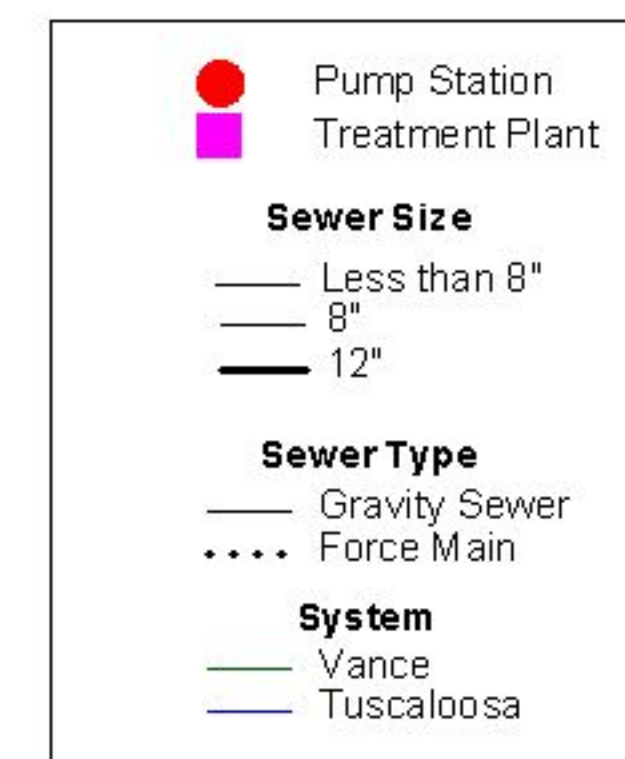 Pump Station
Treatment Plant
Sewer Size
Less than 8"
8"
12"
Sewer Type
Gravity Sewer
Force Main
System
Vance
Tuscaloosa